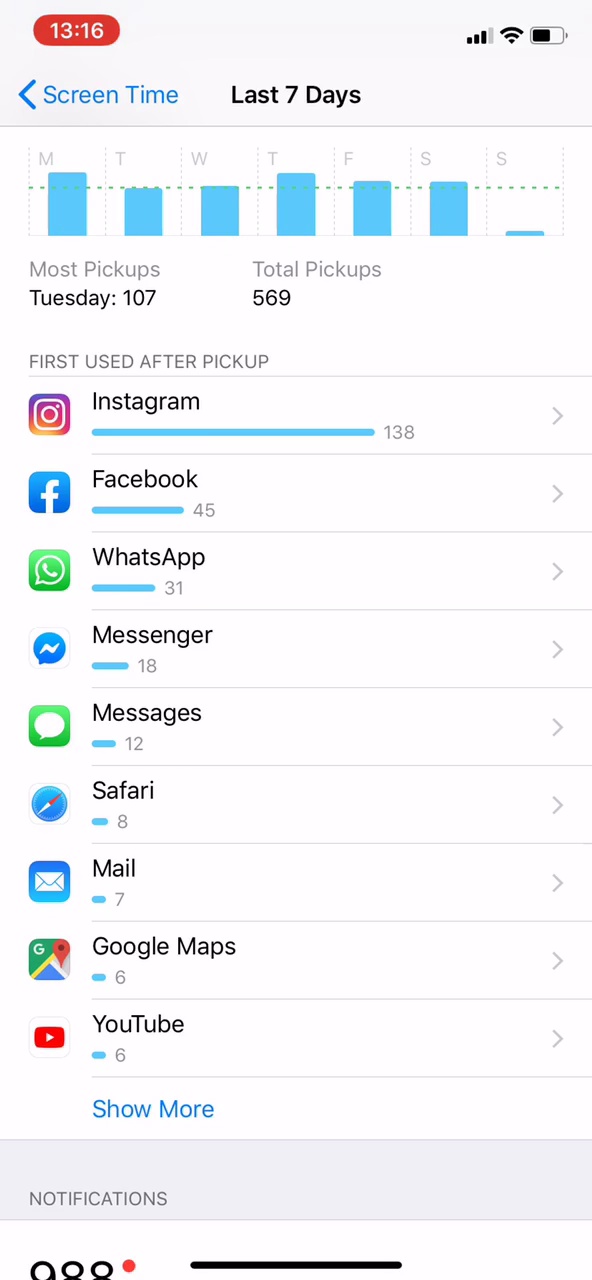 13:16
Screen Time
Last 7 Days
M T W T F S S
Most Pickups Total Pickups
Tuesday: 107 569
FIRST USED AFTER PICKUP
Instagram
138
Facebook
45
WhatsApp
31
Messenger
18
Messages
12
Safari
8
Mail
7
G
Google Maps
6
YouTube
6
Show More
NOTIFICATIONS
988